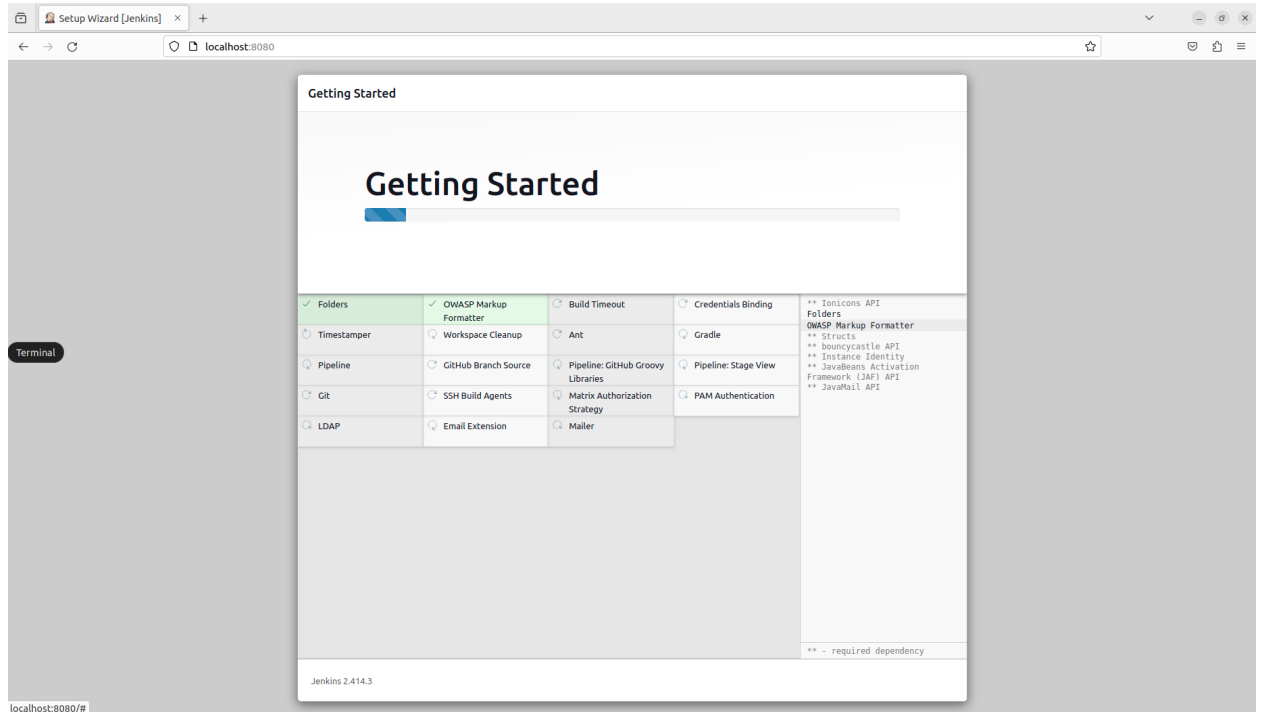 Setup Wizard [Jenkins]
localhost:8080
Getting Started
Getting Started
Folders
OWASP Markup
Formatter
Build Timeout
Credentials Binding
Timestamper
Workspace Cleanup
Ant
Gradle
Pipeline
GitHub Branch Source
Pipeline: GitHub Groovy
Libraries
Pipeline: Stage View
Git
SSH Build Agents
Matrix Authorization
Strategy
PAM Authentication
LDAP
Email Extension
Mailer
** Ionicons API
Folders
OWASP Markup Formatter
** Structs
** bouncycastle API
** Instance Identity
** JavaBeans Activation
Framework (JAF) API
** JavaMail API
** - required dependency
Terminal
Jenkins 2.414.3
localhost:8080/#